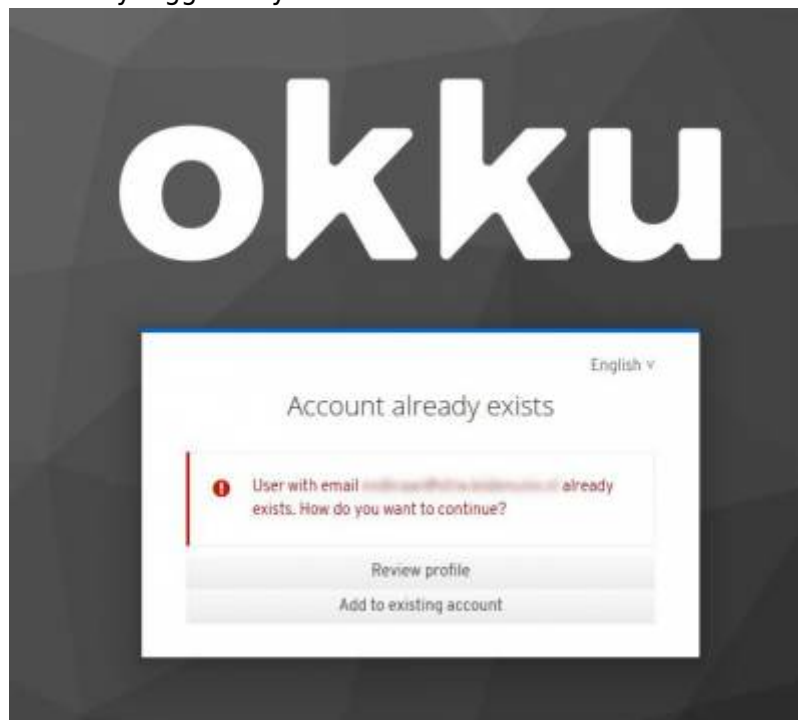 okku
English
Account already exists
User with email already
exists. How do you want to continue?
Review profile
Add to existing account